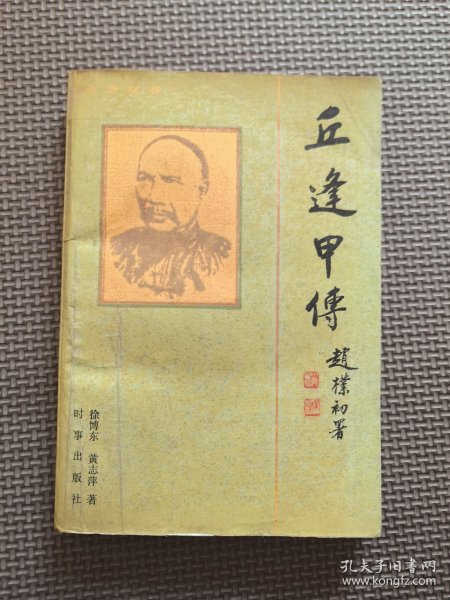 丘逢甲傳
趙樸初署
徐博东 黄志萍 著
时事出版社
孔夫子旧书网
www.kongfz.com